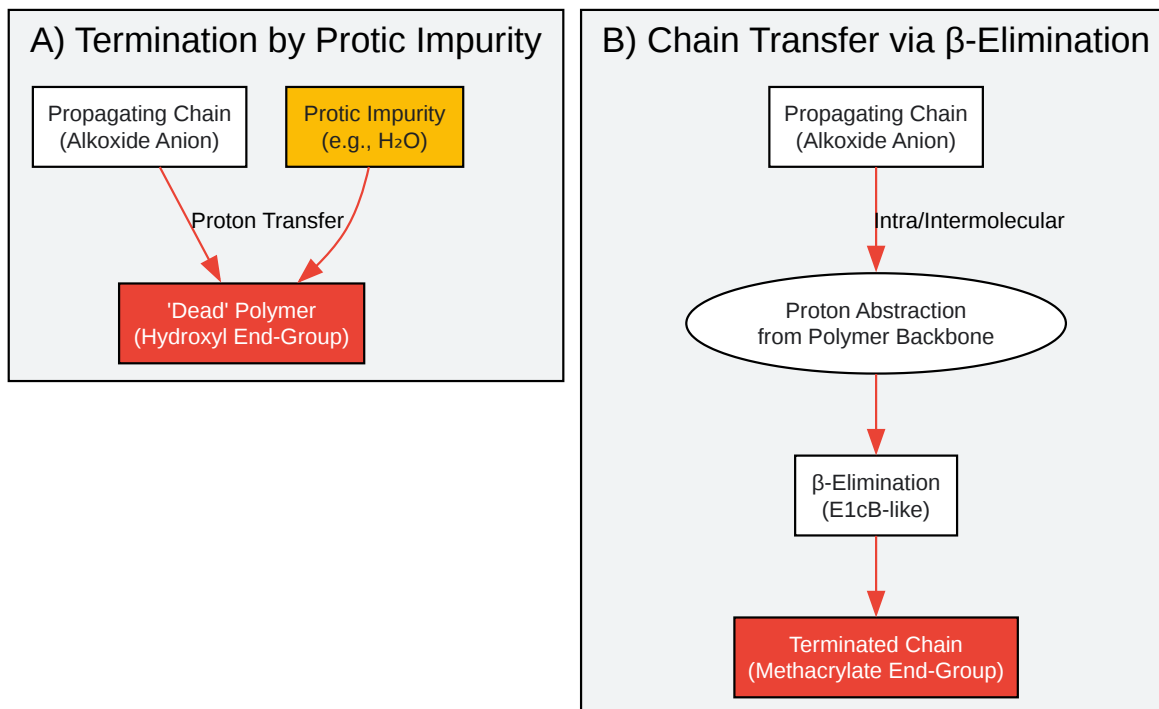 A) Termination by Protic Impurity
Propagating Chain
(Alkoxide Anion)
Protic Impurity
(e.g., H₂O)
Proton Transfer
'Dead' Polymer
(Hydroxyl End-Group)
B) Chain Transfer via β-Elimination
Propagating Chain
(Alkoxide Anion)
Intra/Intermolecular
Proton Abstraction
from Polymer Backbone
β-Elimination
(E1cB-like)
Terminated Chain
(Methacrylate End-Group)